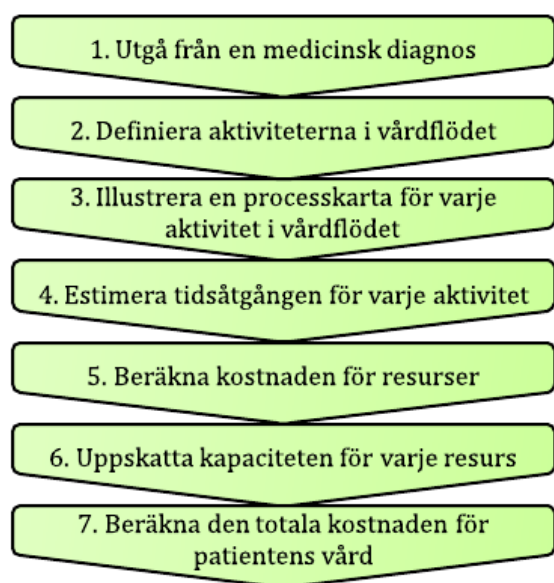 1. Utgå från en medicinsk diagnos
2. Definiera aktiviteterna i vårdflödet
3. Illustrera en processkarta för varje
aktivitet i vårdflödet
4. Estimera tidsåtgången för varje aktivitet
5. Beräkna kostnaden för resurser
6. Uppskatta kapaciteten för varje resurs
7. Beräkna den totala kostnaden för
patientens vård